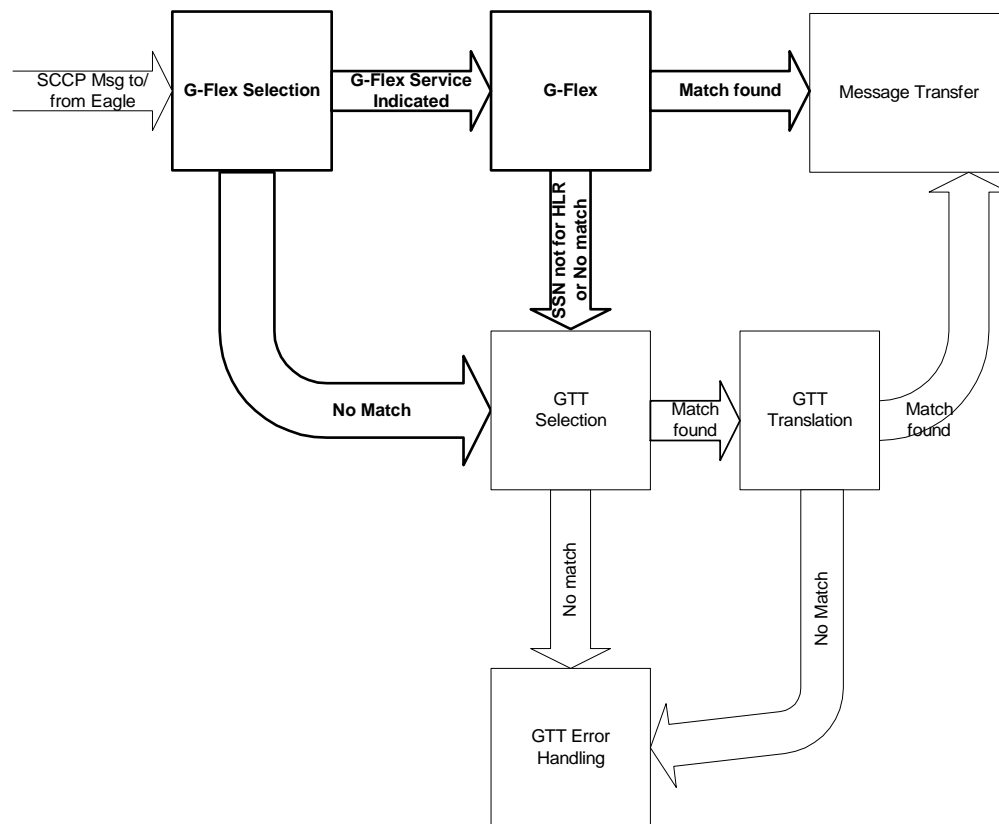 SCCP Msg to/
from Eagle
G-Flex Selection
G-Flex Service
Indicated
G-Flex
Match found
Message Transfer
SSN not for HLR
or No match
No Match
GTT
Selection
Match
found
GTT
Translation
Match
found
No match
No Match
GTT Error
Handling